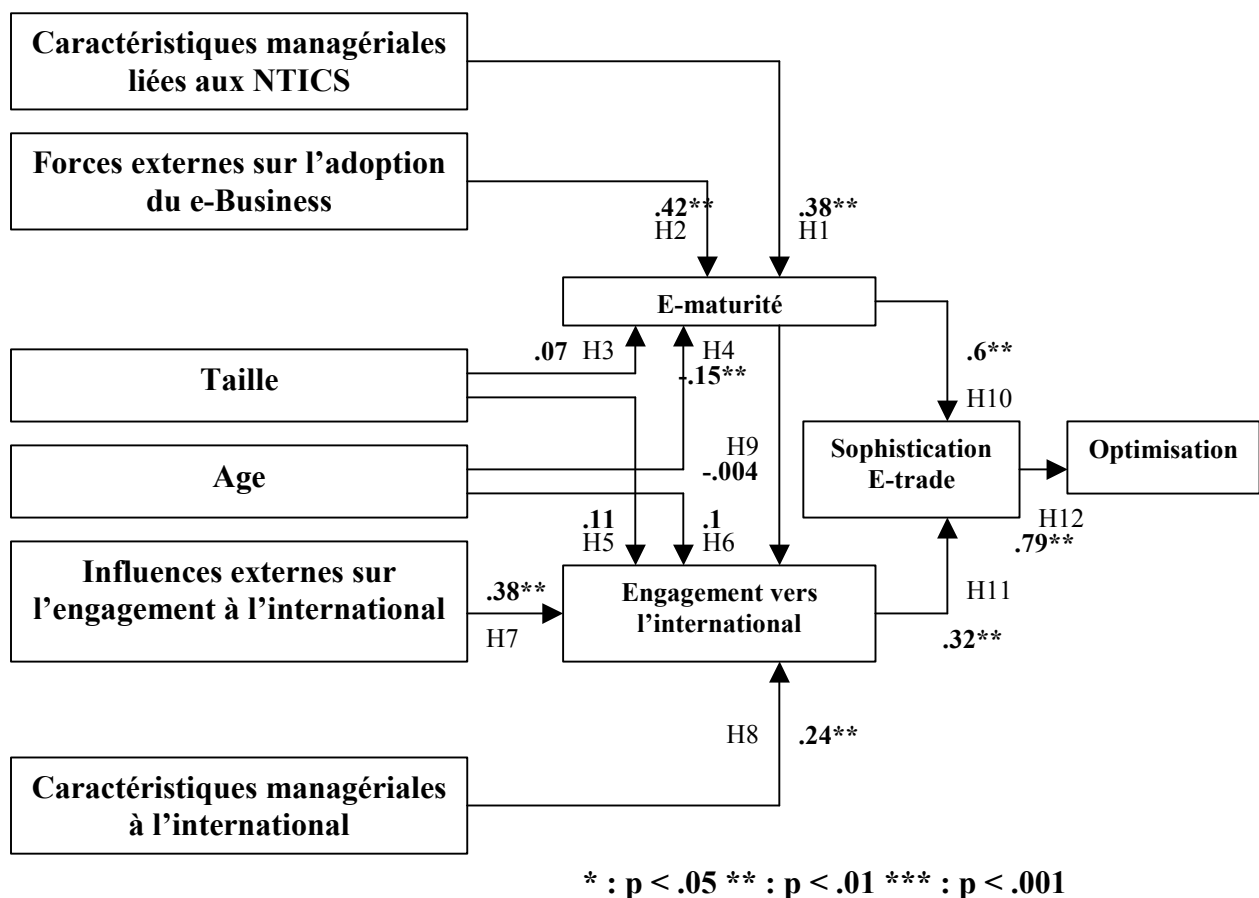 Caractéristiques managériales
liées aux NTICS
Forces externes sur l'adoption
du e-Business
.42**
H2
.38**
H1
E-maturité
.07 H3
H4
-.15**
.6**
H10
Taille
Age
H9
-.004
Sophistication
E-trade
Optimisation
H12
.79**
.11
H5
.1
H6
Influences externes sur
l'engagement à l'international
.38**
H7
Engagement vers
l'international
H11
.32**
H8 .24**
Caractéristiques managériales
à l'international
* : p < .05 ** : p < .01 *** : p < .001